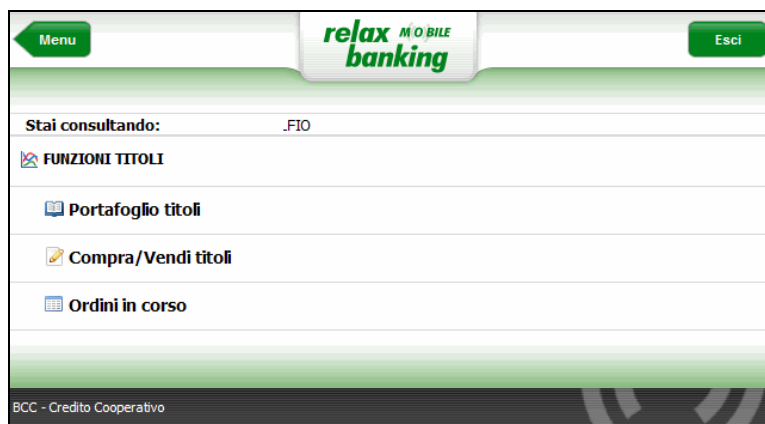 Menu
relax MOBILE
banking
Esci
Stai consultando: .FIO
FUNZIONI TITOLI
Portafoglio titoli
Compra/Vendi titoli
Ordini in corso
BCC - Credito Cooperativo